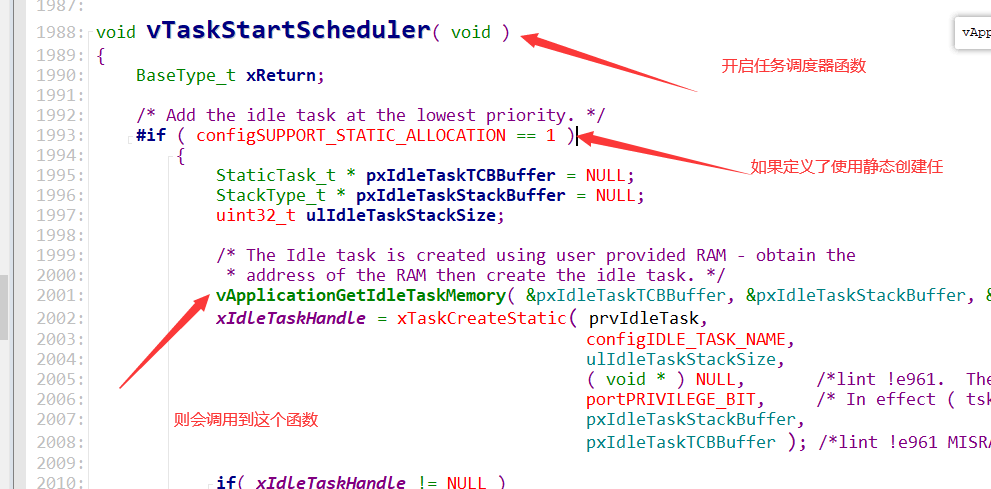 1987:
1988: void vTaskStartScheduler( void )
开启任务调度器函数
vApp
1989: {
1990: BaseType_t xReturn;
1991:
1992: /* Add the idle task at the lowest priority. */
1993: #if ( configSUPPORT_STATIC_ALLOCATION == 1 )
如果定义了使用静态创建任
1994: {
1995: StaticTask_t * pxIdleTaskTCBBuffer = NULL;
1996: StackType_t * pxIdleTaskStackBuffer = NULL;
1997: uint32_t ulIdleTaskStackSize;
1998:
1999: /* The Idle task is created using user provided RAM - obtain the
2000: * address of the RAM then create the idle task. */
2001: vApplicationGetIdleTaskMemory( &pxIdleTaskTCBBuffer, &pxIdleTaskStackBuffer, &
2002: xIdleTaskHandle = xTaskCreateStatic( prvIdleTask,
2003: configIDLE_TASK_NAME,
2004: ulIdleTaskStackSize,
2005: ( void * ) NULL, /*lint !e961. The
2006: portPRIVILEGE_BIT, /* In effect ( tsk
2007: pxIdleTaskStackBuffer,
则会调用到这个函数
2008: pxIdleTaskTCBBuffer ); /*lint !e961 MISRA
2009:
2010: if( xIdleTaskHandle != NULL )